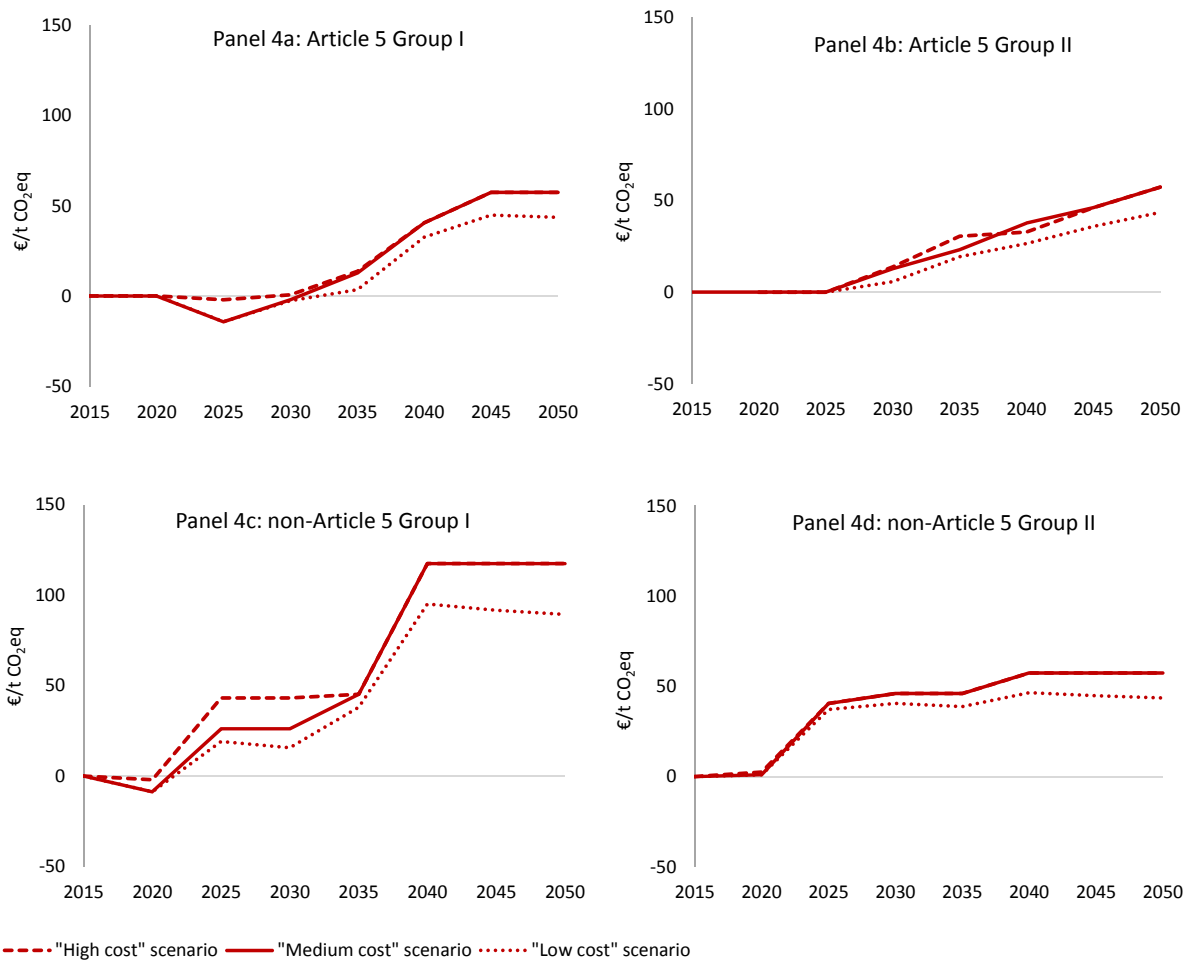 Panel 4a: Article 5 Group I
150
100
50
0
-50
€/t CO₂eq
2015 2020 2025 2030 2035 2040 2045 2050
Panel 4b: Article 5 Group II
150
100
50
0
-50
€/t CO₂eq
2015 2020 2025 2030 2035 2040 2045 2050
Panel 4c: non-Article 5 Group I
150
100
50
0
-50
€/t CO₂eq
2015 2020 2025 2030 2035 2040 2045 2050
Panel 4d: non-Article 5 Group II
150
100
50
0
-50
€/t CO₂eq
2015 2020 2025 2030 2035 2040 2045 2050
"High cost" scenario "Medium cost" scenario "Low cost" scenario